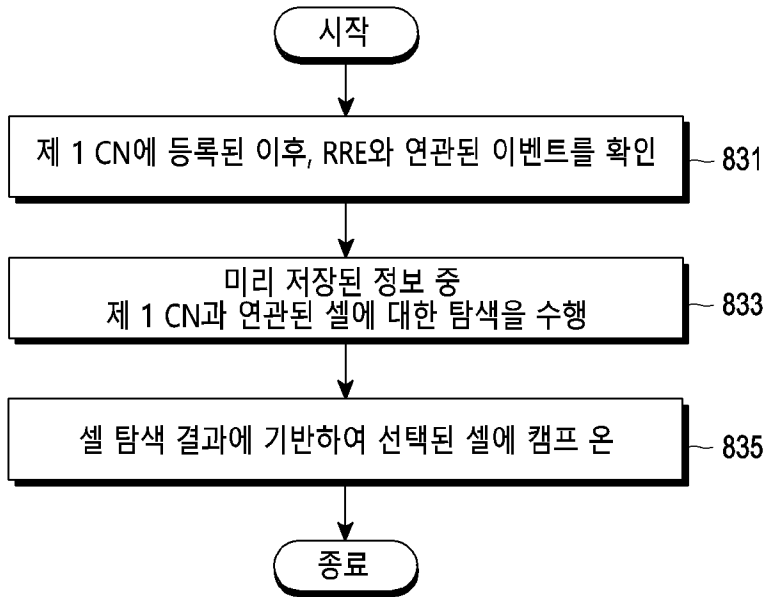 시작
제 1 CN에 등록된 이후, RRE와 연관된 이벤트를 확인
831
미리 저장된 정보 중
제 1 CN과 연관된 셀에 대한 탐색을 수행
833
셀 탐색 결과에 기반하여 선택된 셀에 캠프 온
835
종료